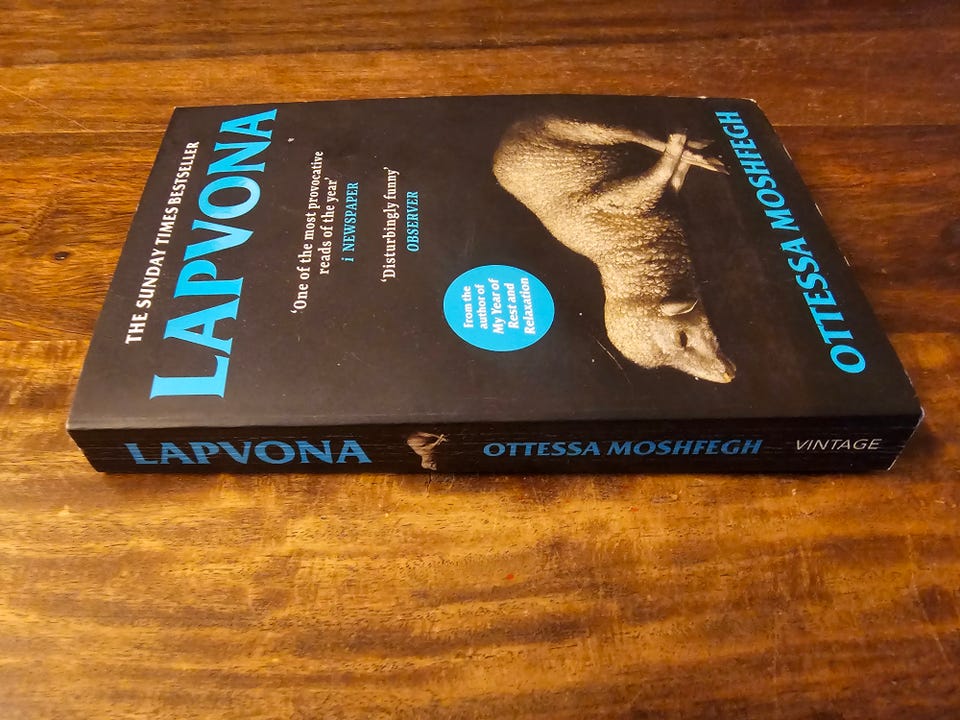 THE SUNDAY TIMES BESTSELLER
LAPVONA
‘One of the most provocative
reads of the year’
i NEWSPAPER
‘Disturbingly funny’
OBSERVER
From the
author of
My Year of
Rest and
Relaxation
OTTESSA MOSHFEGH
LAPVONA OTTESSA MOSHFEGH VINTAGE